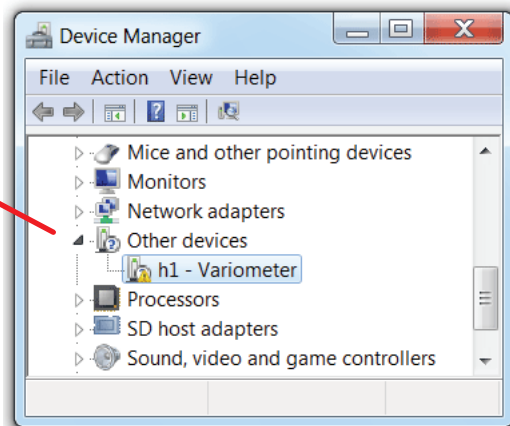 Device Manager
File Action View Help
Mice and other pointing devices
Monitors
Network adapters
Other devices
h1 - Variometer
Processors
SD host adapters
Sound, video and game controllers